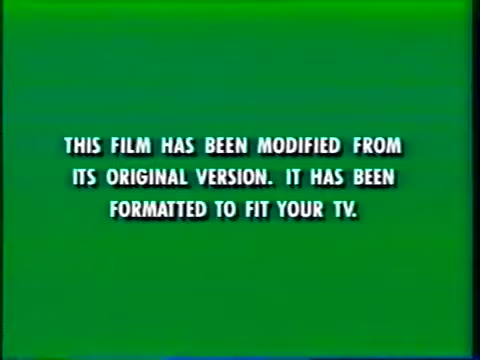 THIS FILM HAS BEEN MODIFIED FROM
ITS ORIGINAL VERSION. IT HAS BEEN
FORMATTED TO FIT YOUR TV.